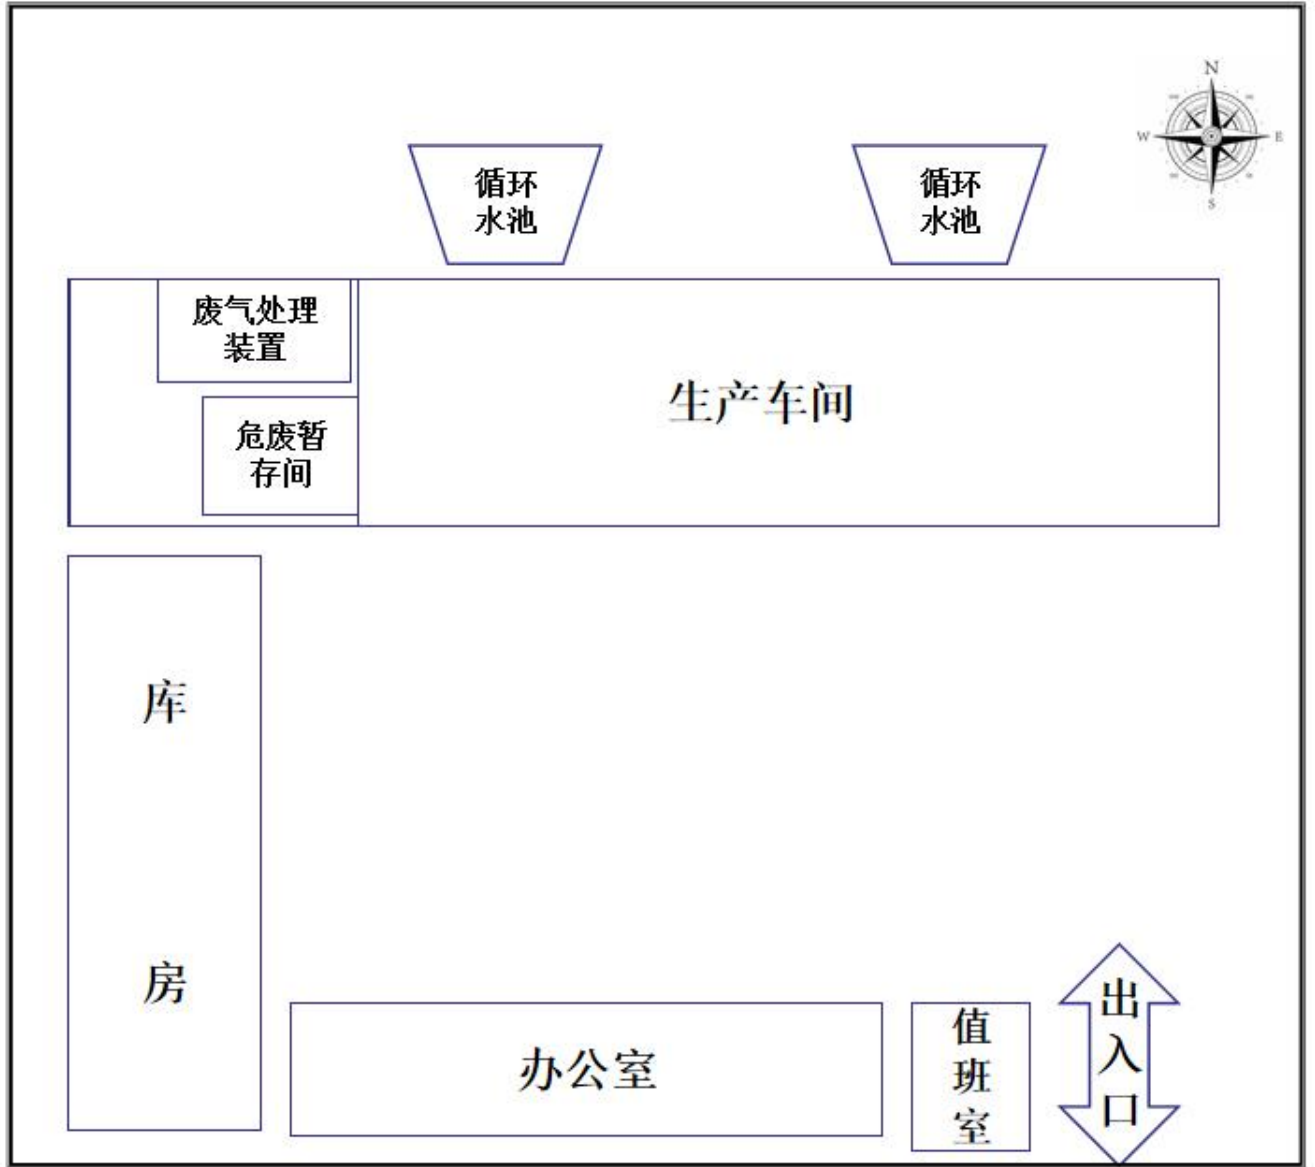 N
W
E
S
循环
水池
循环
水池
废气处理
装置
危废暂
存间
生产车间
库
房
办公室
值
班
室
出
入
口